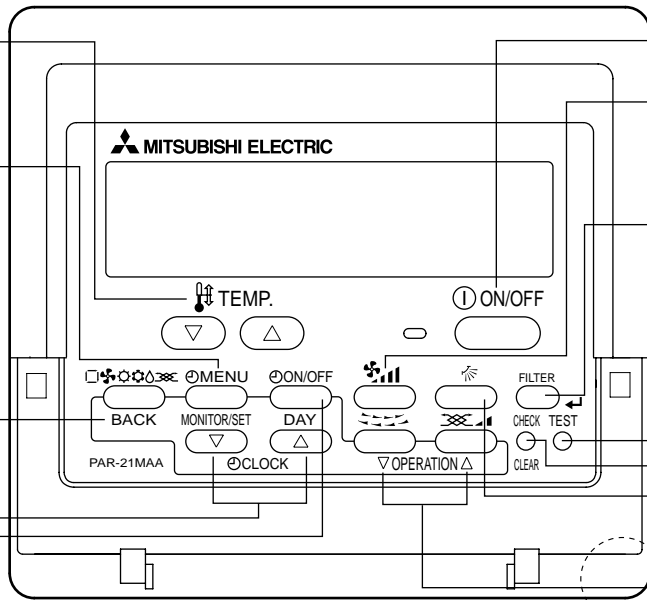 MITSUBISHI ELECTRIC
TEMP.
ON/OFF
MENU
ON/OFF
FILTER
BACK
MONITOR/SET
DAY
CHECK TEST
PAR-21MAA
CLOCK
OPERATION
CLEAR